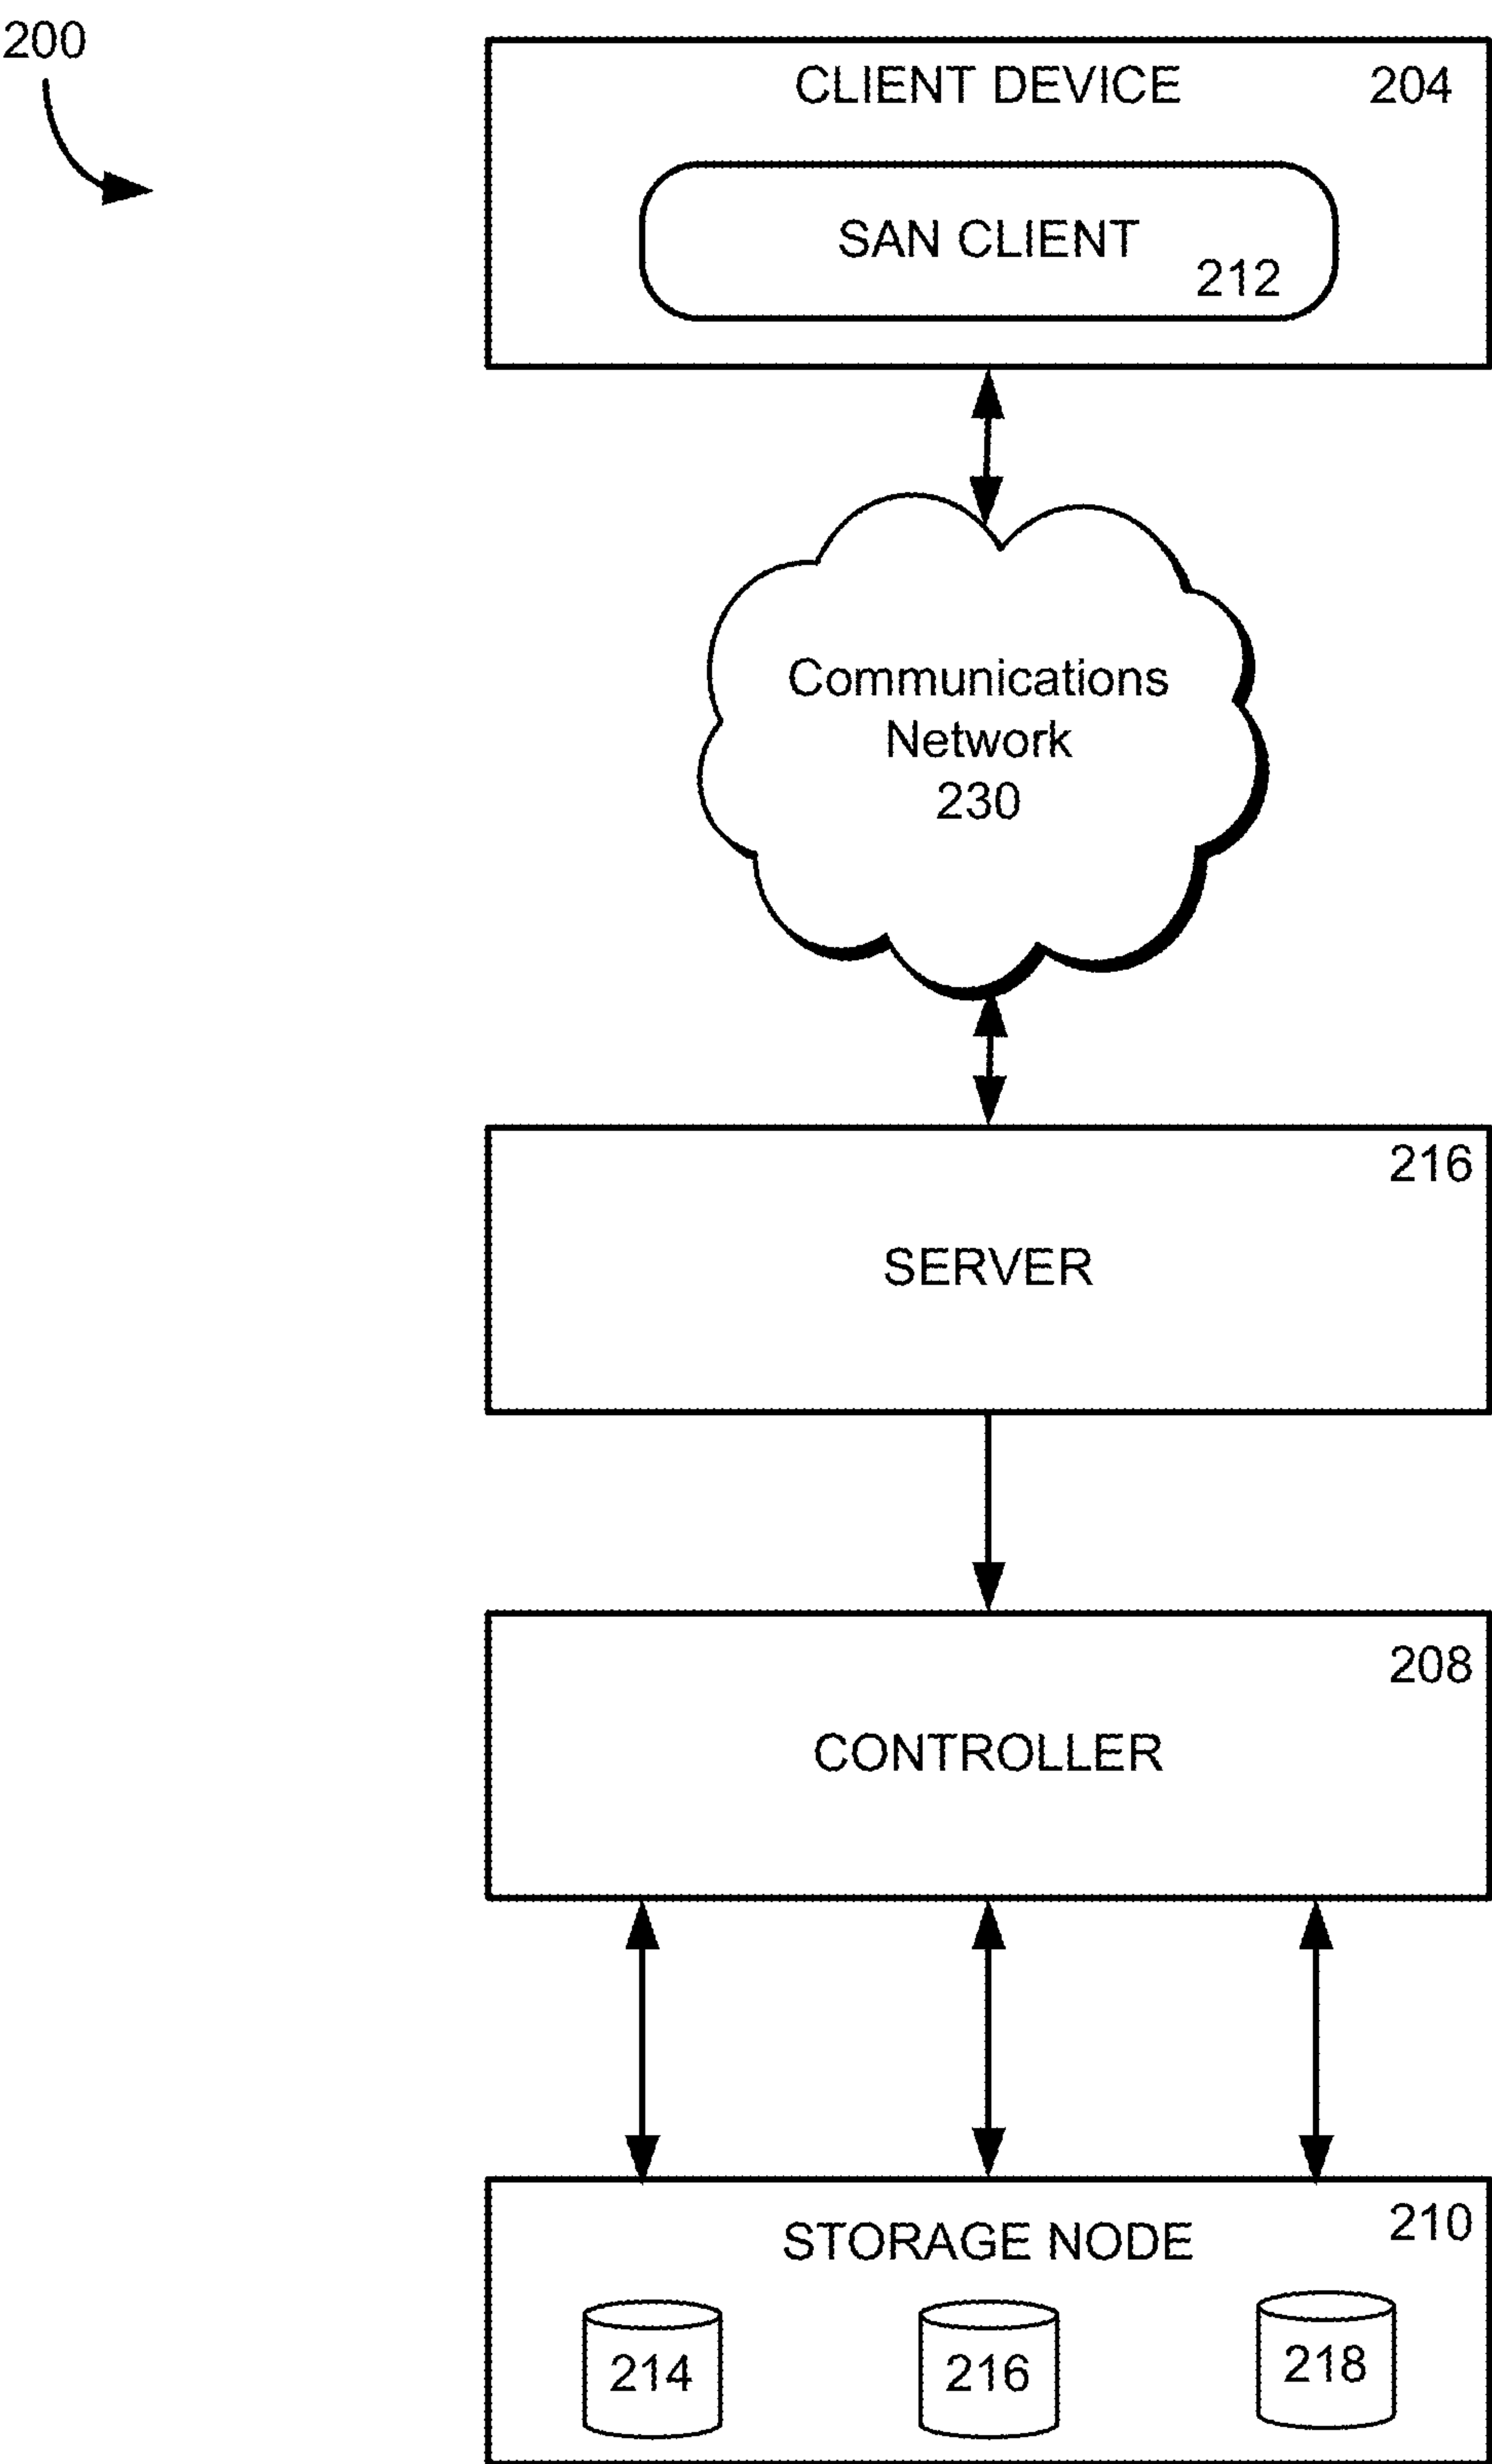 200
CLIENT DEVICE 204
SAN CLIENT
212
Communications
Network
230
216
SERVER
208
CONTROLLER
210
STORAGE NODE
214 216 218